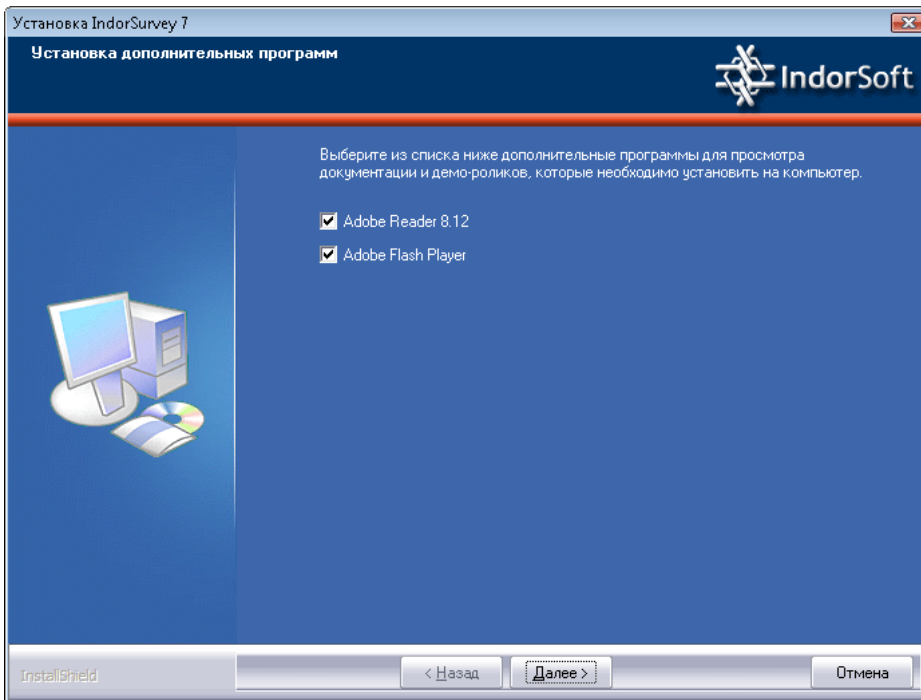 Установка IndorSurvey 7
Установка дополнительных программ
IndorSoft
Выберите из списка ниже дополнительные программы для просмотра
документации и демо-роликов, которые необходимо установить на компьютер.
Adobe Reader 8.12
Adobe Flash Player
InstallShield
< Назад
Далее >
Отмена